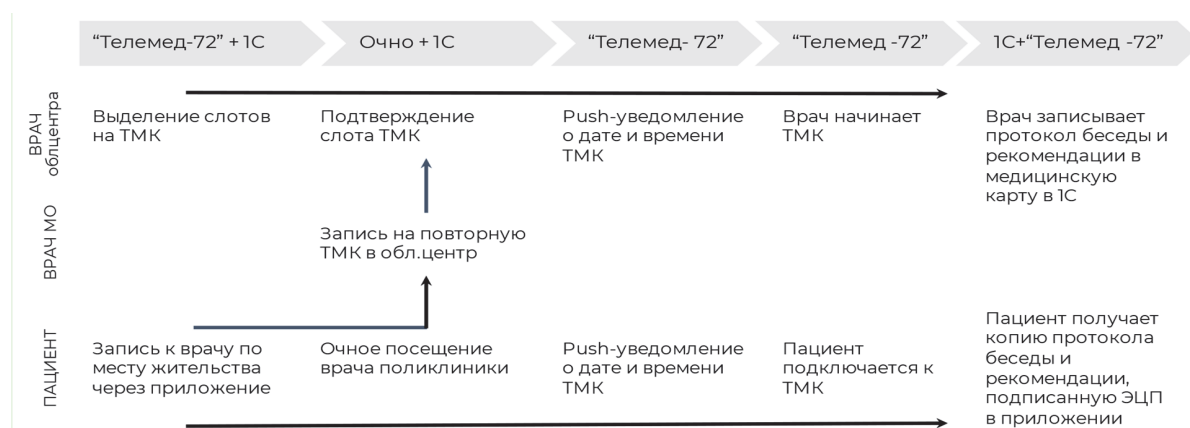 “Телемед-72” + 1С
Очно + 1С
“Телемед- 72”
“Телемед -72”
1С+“Телемед -72”
ВРАЧ
облцентра
Выделение слотов
на ТМК
Подтверждение
слота ТМК
Push-уведомление
о дате и времени
ТМК
Врач начинает
ТМК
Врач записывает
протокол беседы и
рекомендации в
медицинскую
карту в 1С
ВРАЧ МО
Запись на повторную
ТМК в обл.центр
ПАЦИЕНТ
Запись к врачу по
месту жительства
через приложение
Очное посещение
врача поликлиники
Push-уведомление
о дате и времени
ТМК
Пациент
подключается к
ТМК
Пациент получает
копию протокола
беседы и
рекомендации,
подписанную ЭЦП
в приложении